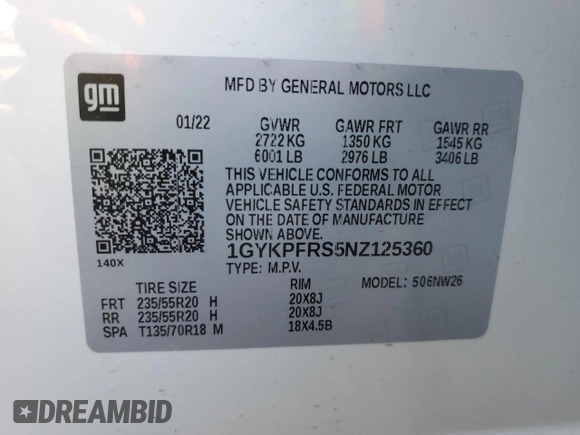 gm
MFD BY GENERAL MOTORS LLC
01/22 GVWR GAWR FRT GAWR RR
2722 KG 1350 KG 1545 KG
6001 LB 2976 LB 3406 LB
THIS VEHICLE CONFORMS TO ALL
APPLICABLE U.S. FEDERAL MOTOR
VEHICLE SAFETY STANDARDS IN EFFECT
ON THE DATE OF MANUFACTURE
SHOWN ABOVE.
1GYKPFRS5NZ125360
140X
TYPE: M.P.V. MODEL: 506NW26
TIRE SIZE RIM
FRT 235/55R20 H 20X8J
RR 235/55R20 H 20X8J
SPA T135/70R18 M 18X4.5B
DREAMBID